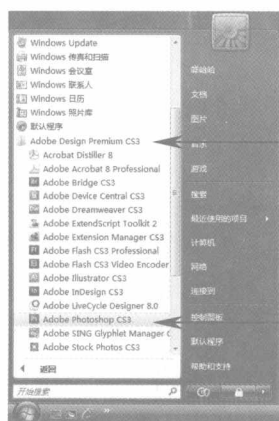 Windows Update
Windows 传真和扫描
Windows 会议室
Windows 联系人
Windows 日历
Windows 照片库
默认程序
Adobe Design Premium CS3
Acrobat Distiller 8
Adobe Acrobat 8 Professional
Adobe Bridge CS3
Adobe Device Central CS3
Adobe Dreamweaver CS3
Adobe ExtendScript Toolkit 2
Adobe Extension Manager CS3
Adobe Flash CS3 Professional
Adobe Flash CS3 Video Encoder
Adobe Illustrator CS3
Adobe InDesign CS3
Adobe LiveCycle Designer 8.0
Adobe Photoshop CS3
Adobe SING Glyphlet Manager C
Adobe Stock Photos CS3
返回
开始搜索
文档
图片
音乐
游戏
搜索
最近使用的项目
计算机
网络
连接到
控制面板
默认程序
帮助和支持